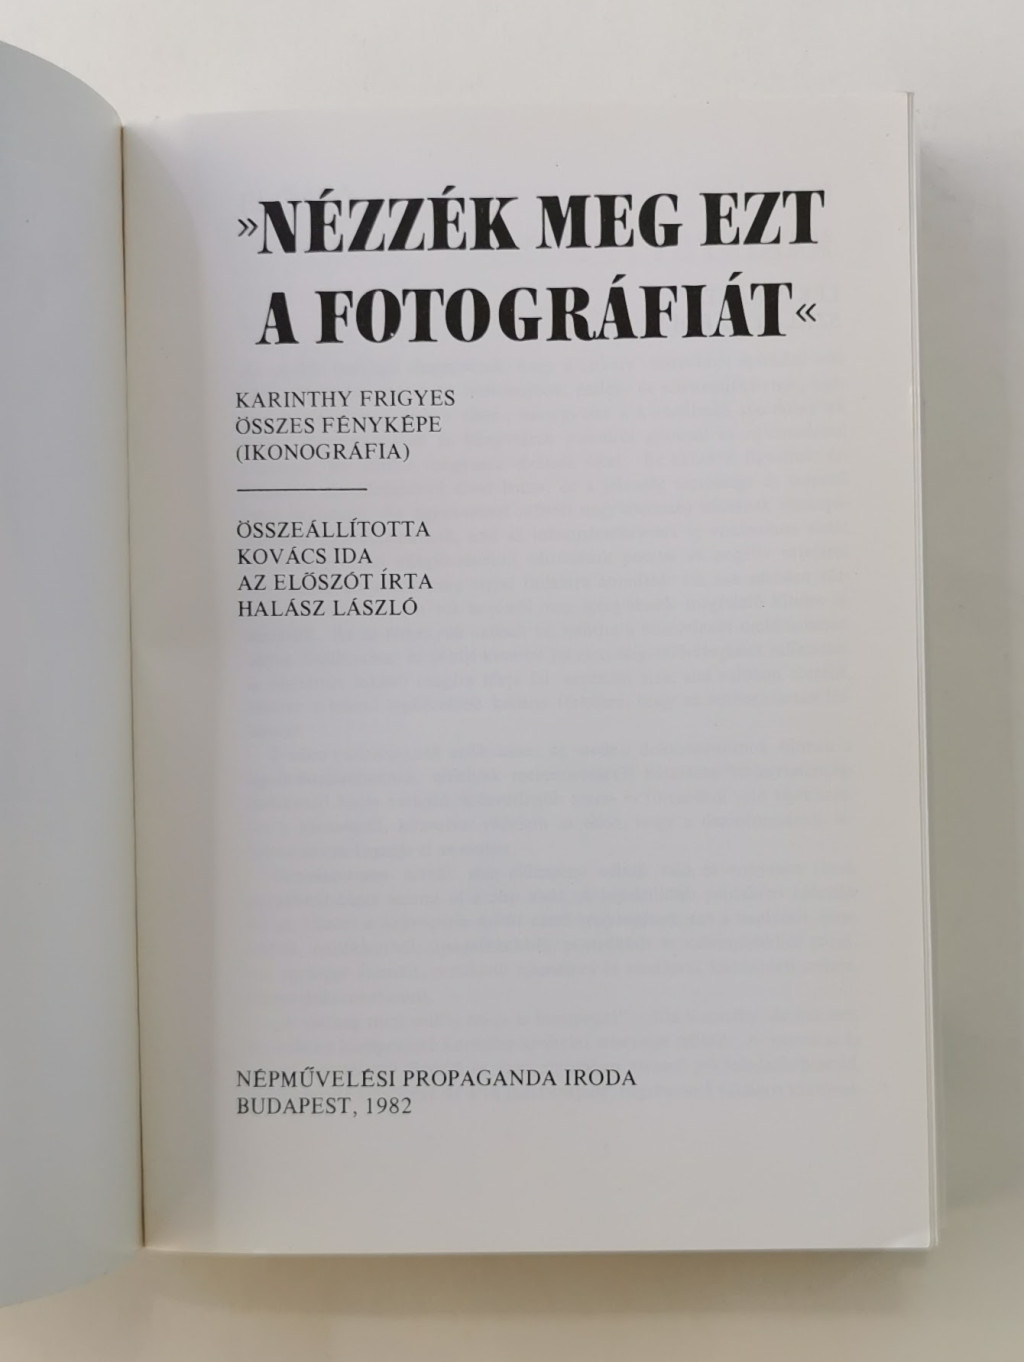 »NÉZZÉK MEG EZT
A FOTOGRÁFIÁT«
KARINTHY FRIGYES
ÖSSZES FÉNYKÉPE
(IKONOGRÁFIA)
ÖSSZEÁLLÍTOTTA
KOVÁCS IDA
AZ ELŐSZÓT ÍRTA
HALÁSZ LÁSZLÓ
NÉPMŰVELÉSI PROPAGANDA IRODA
BUDAPEST, 1982